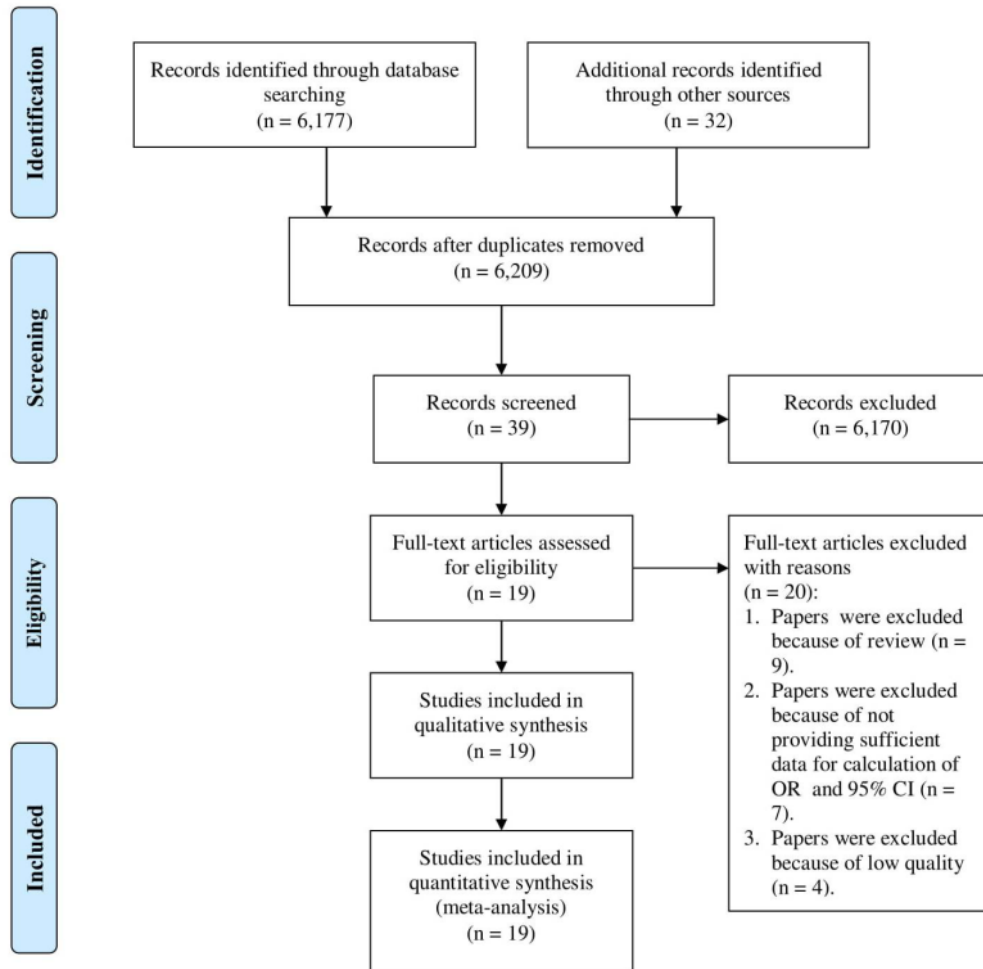 Identification
Records identified through database
searching
(n = 6,177)
Additional records identified
through other sources
(n = 32)
Records after duplicates removed
(n = 6,209)
Screening
Records screened
(n = 39)
Records excluded
(n = 6,170)
Eligibility
Full-text articles assessed
for eligibility
(n = 19)
Full-text articles excluded
with reasons
(n = 20):
1. Papers were excluded
because of review (n =
9).
2. Papers were excluded
because of not
providing sufficient
data for calculation of
OR and 95% CI (n =
7).
3. Papers were excluded
because of low quality
(n = 4).
Studies included in
qualitative synthesis
(n = 19)
Included
Studies included in
quantitative synthesis
(meta-analysis)
(n = 19)